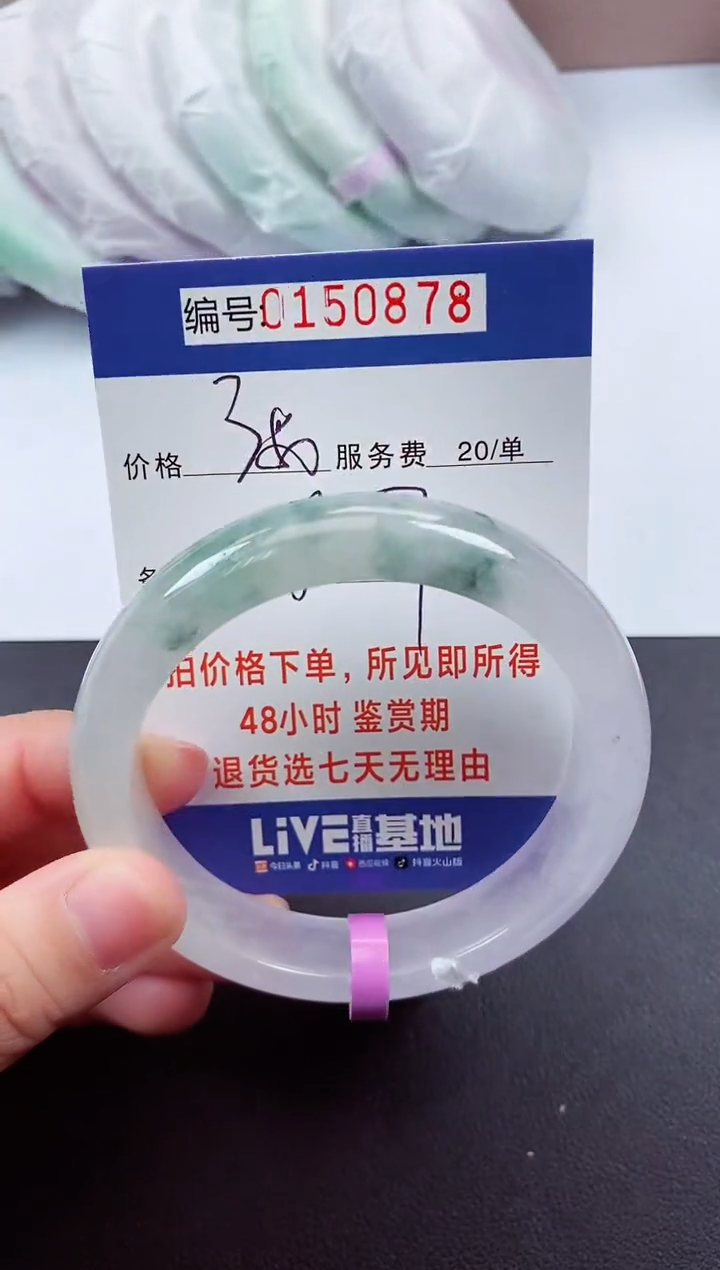 编号:0150878
价格 服务费 20/单
拍价格下单，所见即所得
48小时 鉴赏期
退货选七天无理由
LiVE直播基地
今日头条 抖音 西瓜视频 抖音火山版